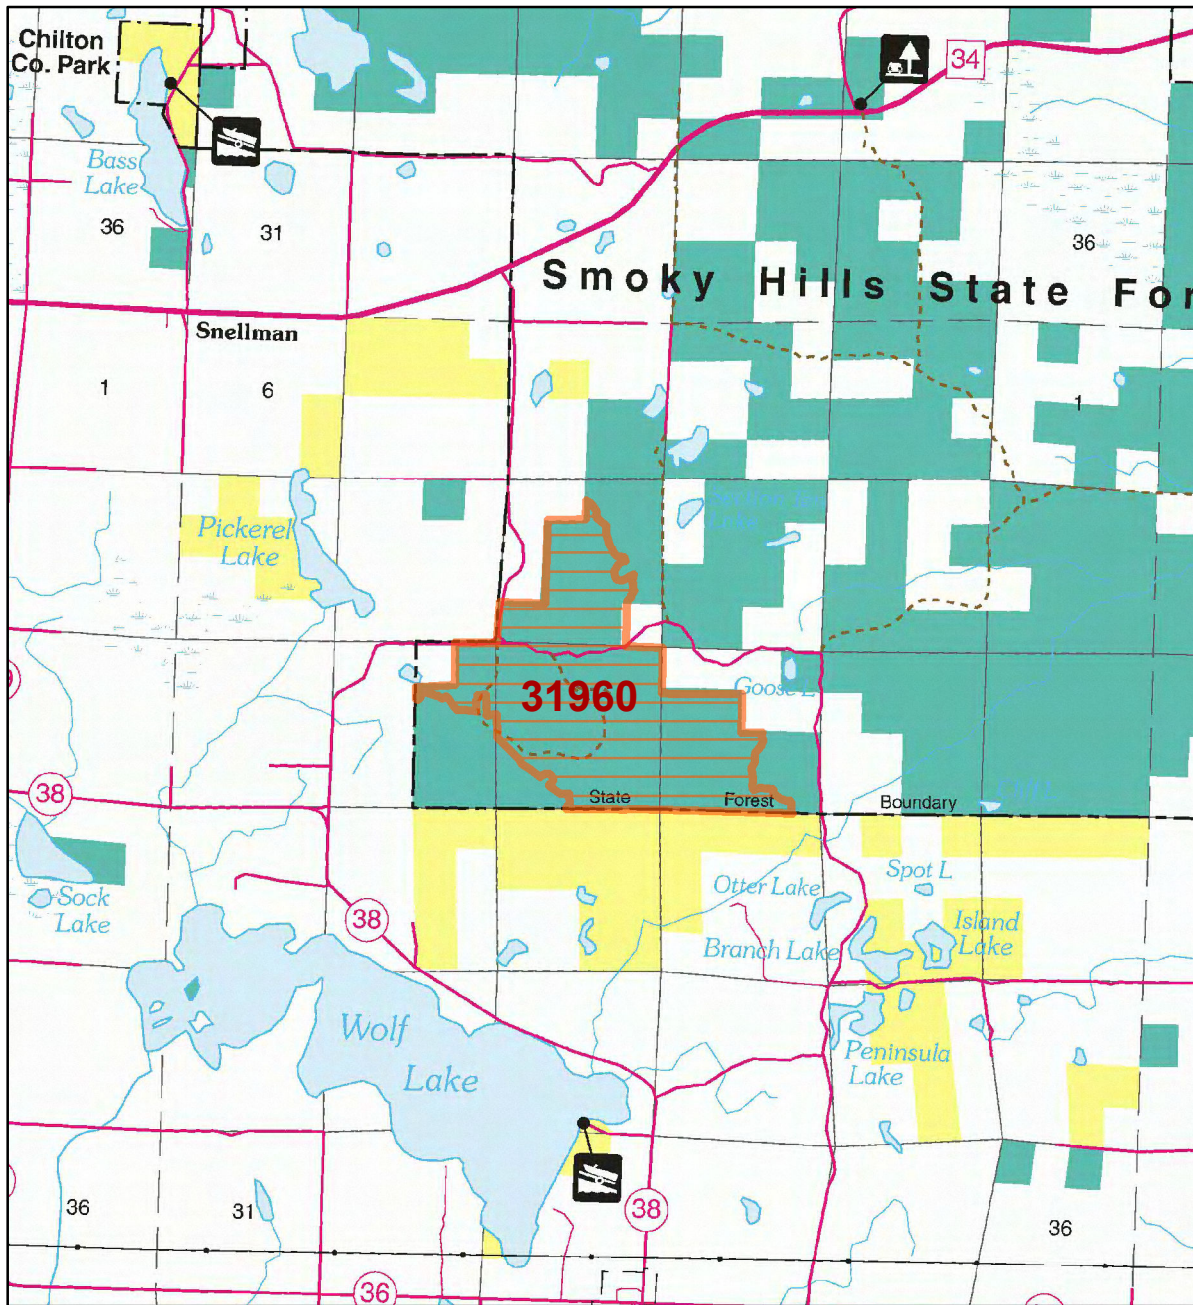 Chilton
Co. Park
34
Bass
Lake
36
31
36
Smoky Hills State For
Snellman
1
6
1
Pickerel
Lake
31960
Goose L
State Forest Boundary
38
Sock
Lake
38
Otter Lake
Spot L
Island
Lake
Branch Lake
Wolf
Lake
Peninsula
Lake
36
31
38
36
36